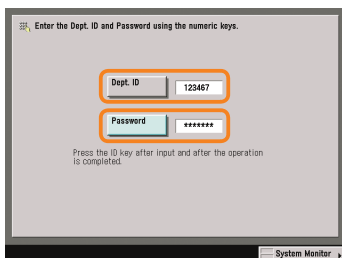 Enter the Dept. ID and Password using the numeric keys.
Dept. ID
123467
Password
*******
Press the ID key after input and after the operation
is completed.
System Monitor